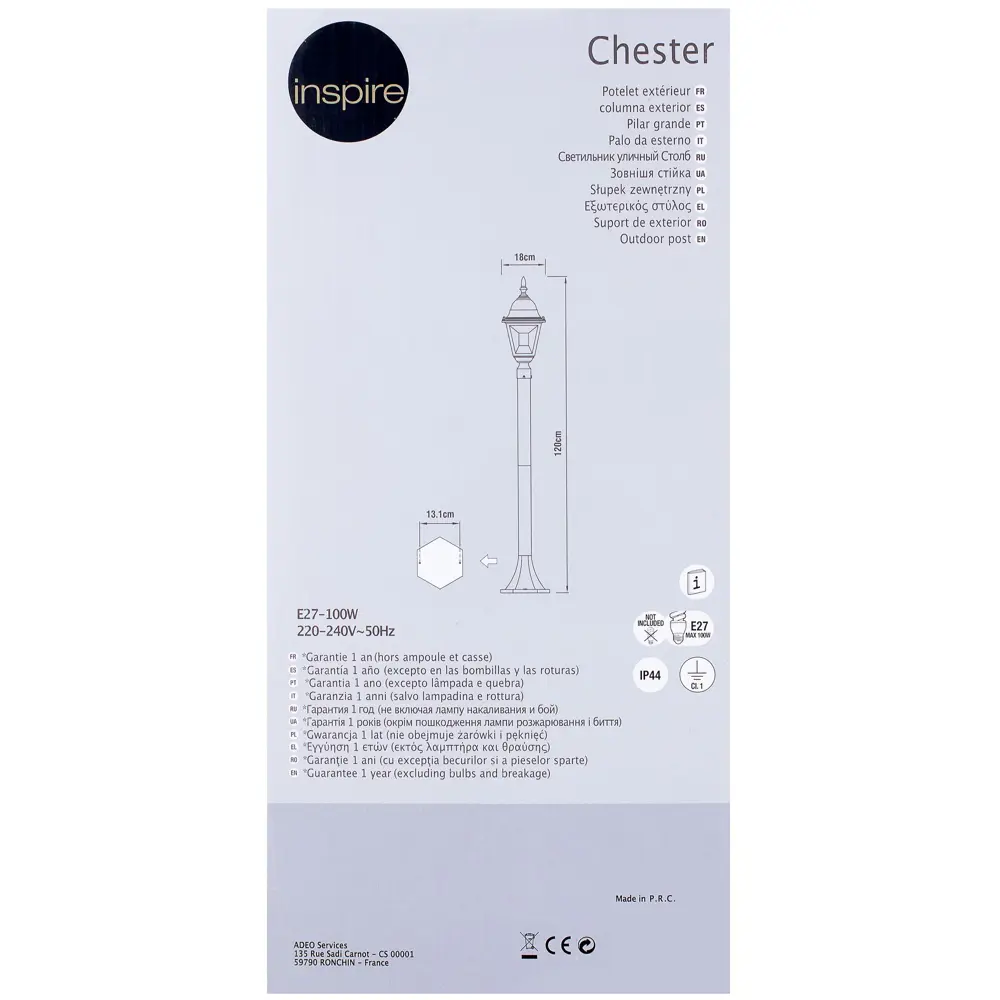 inspire
Chester
Potelet extérieur FR
columna exterior ES
Pilar grande PT
Palo da esterno IT
Светильник уличный Столб RU
Зовнішя стійка UA
Słupek zewnętrzny PL
Εξωτερικός στύλος EL
Suport de exterior RO
Outdoor post EN
18cm
120cm
13.1cm
i
E27-100W
220-240V~50Hz
NOT INCLUDED
E27
MAX 100W
IP44
Cl. 1
FR *Garantie 1 an (hors ampoule et casse)
ES *Garantía 1 año (excepto en las bombillas y las roturas)
PT *Garantia 1 ano (excepto lâmpada e quebra)
IT *Garanzia 1 anni (salvo lampadina e rottura)
RU *Гарантия 1 год (не включая лампу накаливания и бой)
UA *Гарантія 1 років (окрім пошкодження лампи розжарювання і биття)
PL *Gwarancja 1 lat (nie obejmuje żarówki i pęknięć)
EL *Εγγύηση 1 ετών (εκτός λαμπτήρα και θραύσης)
RO *Garanţie 1 ani (cu excepţia becurilor si a pieselor sparte)
EN *Guarantee 1 year (excluding bulbs and breakage)
Made in P.R.C.
ADEO Services
135 Rue Sadi Carnot - CS 00001
59790 RONCHIN - France
CE